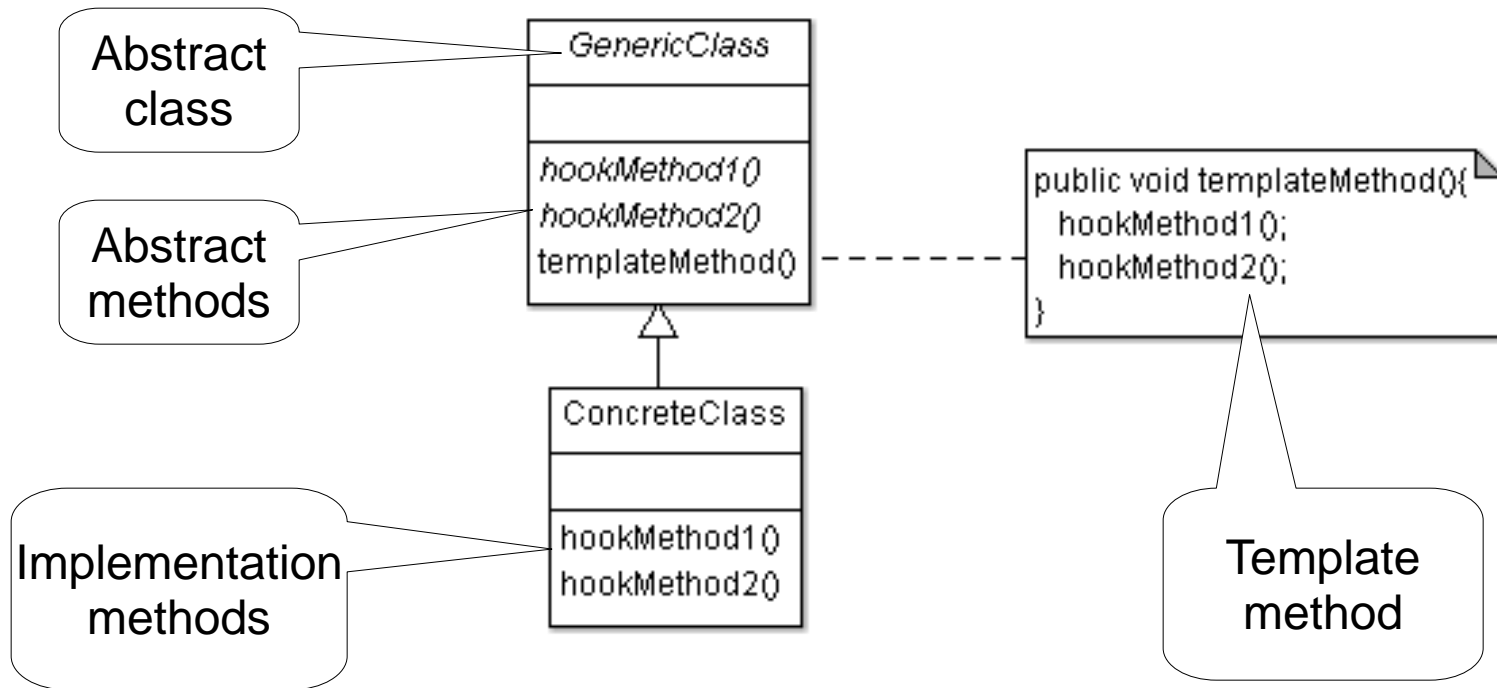 Abstract
class
GenericClass
hookMethod1()
hookMethod2()
templateMethod()
Abstract
methods
public void templateMethod(){
hookMethod1();
hookMethod2();
}
ConcreteClass
hookMethod1()
hookMethod2()
Implementation
methods
Template
method